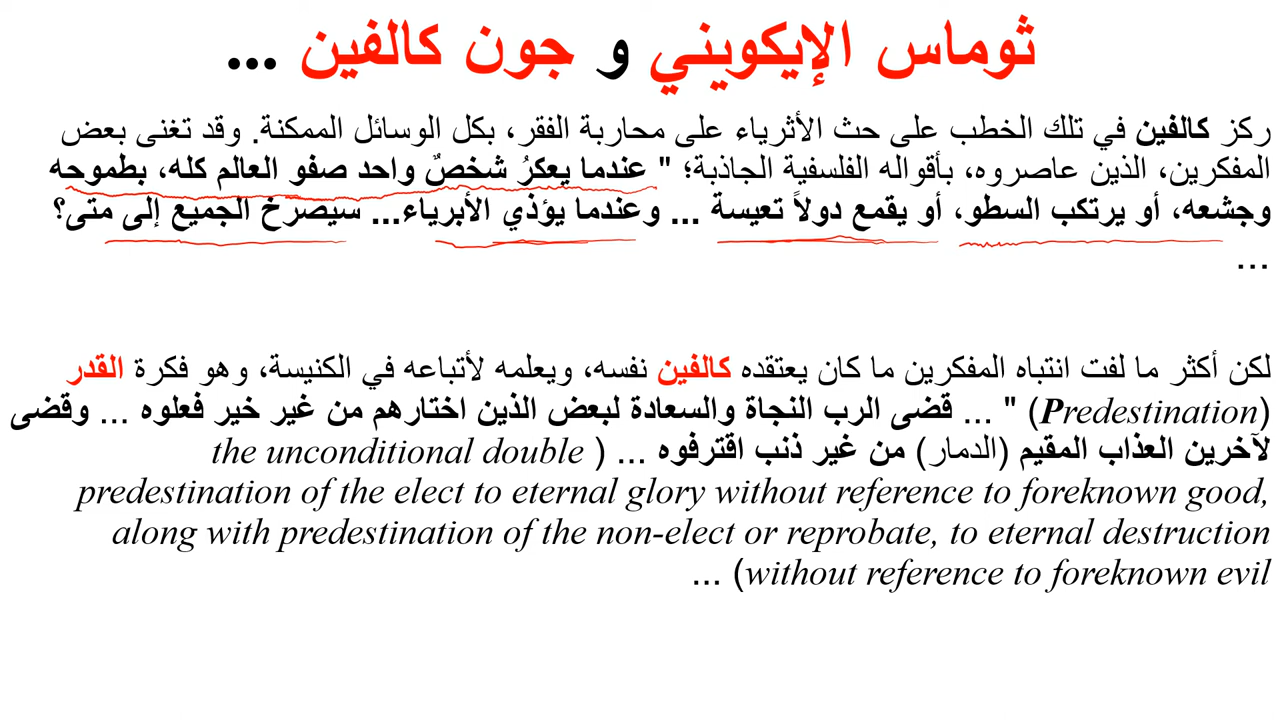 ثوماس الإيكويني و جون كالفين ...
ركز كالفين في تلك الخطب على حث الأثرياء على محاربة الفقر، بكل الوسائل الممكنة. وقد تغنى بعض
المفكرين، الذين عاصروه، بأقواله الفلسفية الجاذبة؛ " عندما يعكرُ شخصٌ واحد صفو العالم كله، بطموحه
وجشعه، أو يرتكب السطو، أو يقمع دولاً تعيسة ... وعندما يؤذي الأبرياء... سيصرخ الجميع إلى متى؟
...
لكن أكثر ما لفت انتباه المفكرين ما كان يعتقده كالفين نفسه، ويعلمه لأتباعه في الكنيسة، وهو فكرة القدر
(Predestination) " ... قضى الرب النجاة والسعادة لبعض الذين اختارهم من غير خير فعلوه ... وقضى
لآخرين العذاب المقيم (الدمار) من غير ذنب اقترفوه ... ( the unconditional double
predestination of the elect to eternal glory without reference to foreknown good,
along with predestination of the non-elect or reprobate, to eternal destruction
without reference to foreknown evil) ...